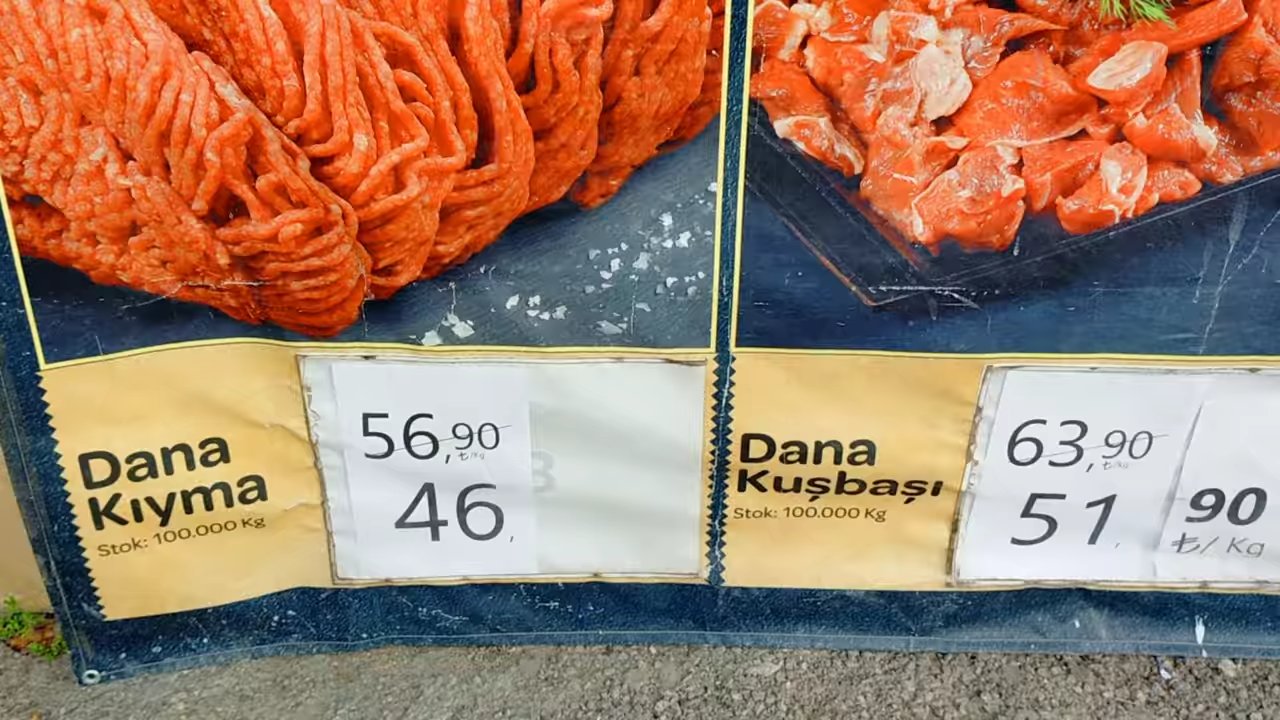 Dana
Kıyma
Stok: 100.000 Kg
56,90
₺/kg
46,
Dana
Kuşbaşı
Stok: 100.000 Kg
63,90
₺/kg
51,
90
₺/Kg